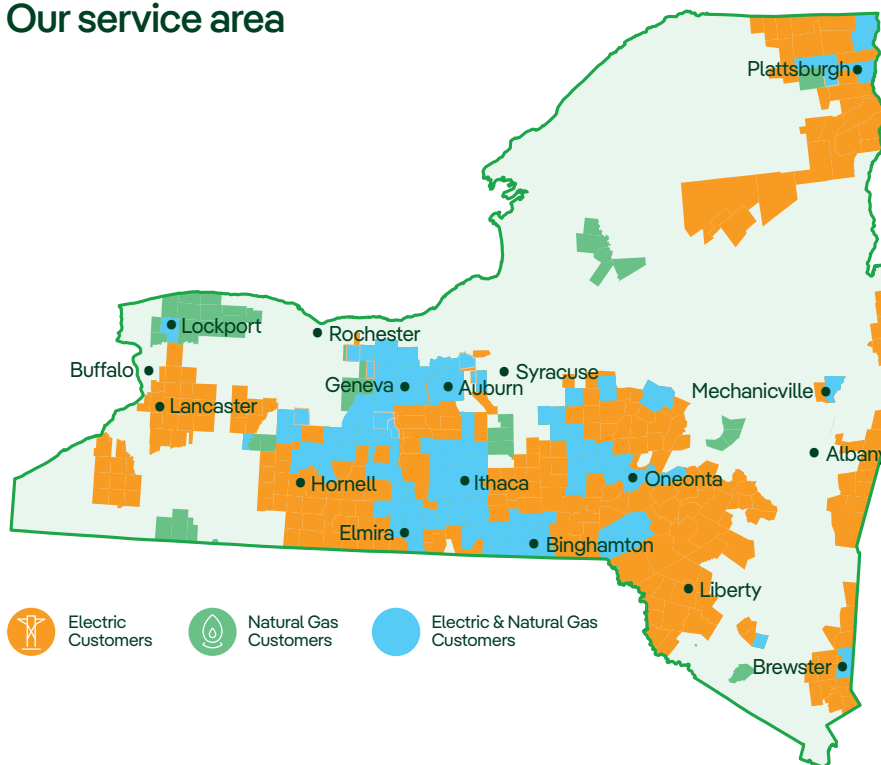 Our service area
Plattsburgh
Lockport
Rochester
Buffalo
Syracuse
Geneva
Auburn
Mechanicville
Lancaster
Albany
Hornell
Ithaca
Oneonta
Elmira
Binghamton
Liberty
Electric
Customers
Natural Gas
Customers
Electric & Natural Gas
Customers
Brewster